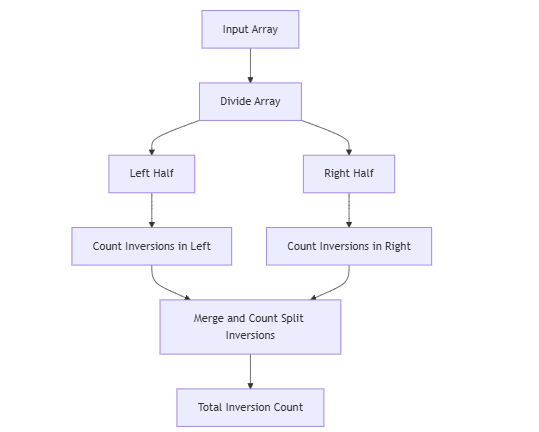 Input Array
Divide Array
Left Half
Right Half
Count Inversions in Left
Count Inversions in Right
Merge and Count Split
Inversions
Total Inversion Count